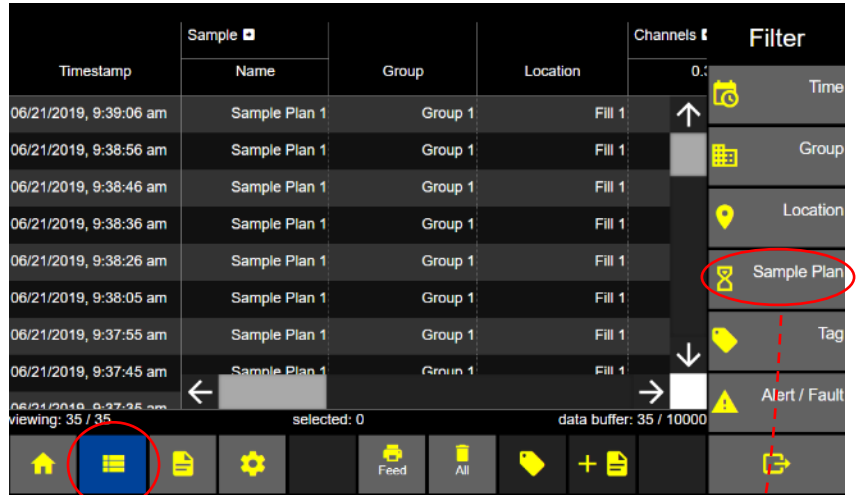 Sample Channels Filter
Timestamp Name Group Location 0.3
Time
06/21/2019, 9:39:06 am Sample Plan 1 Group 1 Fill 1
06/21/2019, 9:38:56 am Sample Plan 1 Group 1 Fill 1
Group
06/21/2019, 9:38:46 am Sample Plan 1 Group 1 Fill 1
06/21/2019, 9:38:36 am Sample Plan 1 Group 1 Fill 1
Location
06/21/2019, 9:38:26 am Sample Plan 1 Group 1 Fill 1
Sample Plan
06/21/2019, 9:38:05 am Sample Plan 1 Group 1 Fill 1
06/21/2019, 9:37:55 am Sample Plan 1 Group 1 Fill 1
Tag
06/21/2019, 9:37:45 am Sample Plan 1 Group 1 Fill 1
Alert / Fault
06/21/2019, 9:37:35 am
viewing: 35 / 35 selected: 0 data buffer: 35 / 10000
Feed All